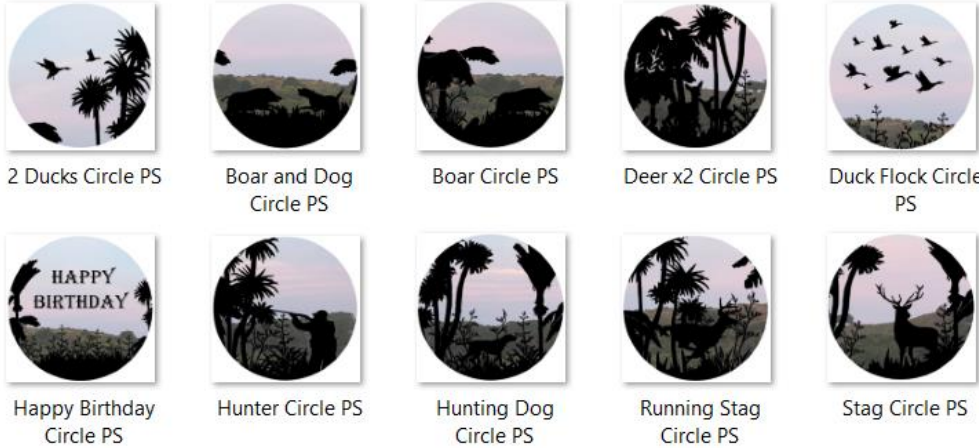 2 Ducks Circle PS
Boar and Dog
Circle PS
Boar Circle PS
Deer x2 Circle PS
Duck Flock Circle
PS
HAPPY
BIRTHDAY
Happy Birthday
Circle PS
Hunter Circle PS
Hunting Dog
Circle PS
Running Stag
Circle PS
Stag Circle PS